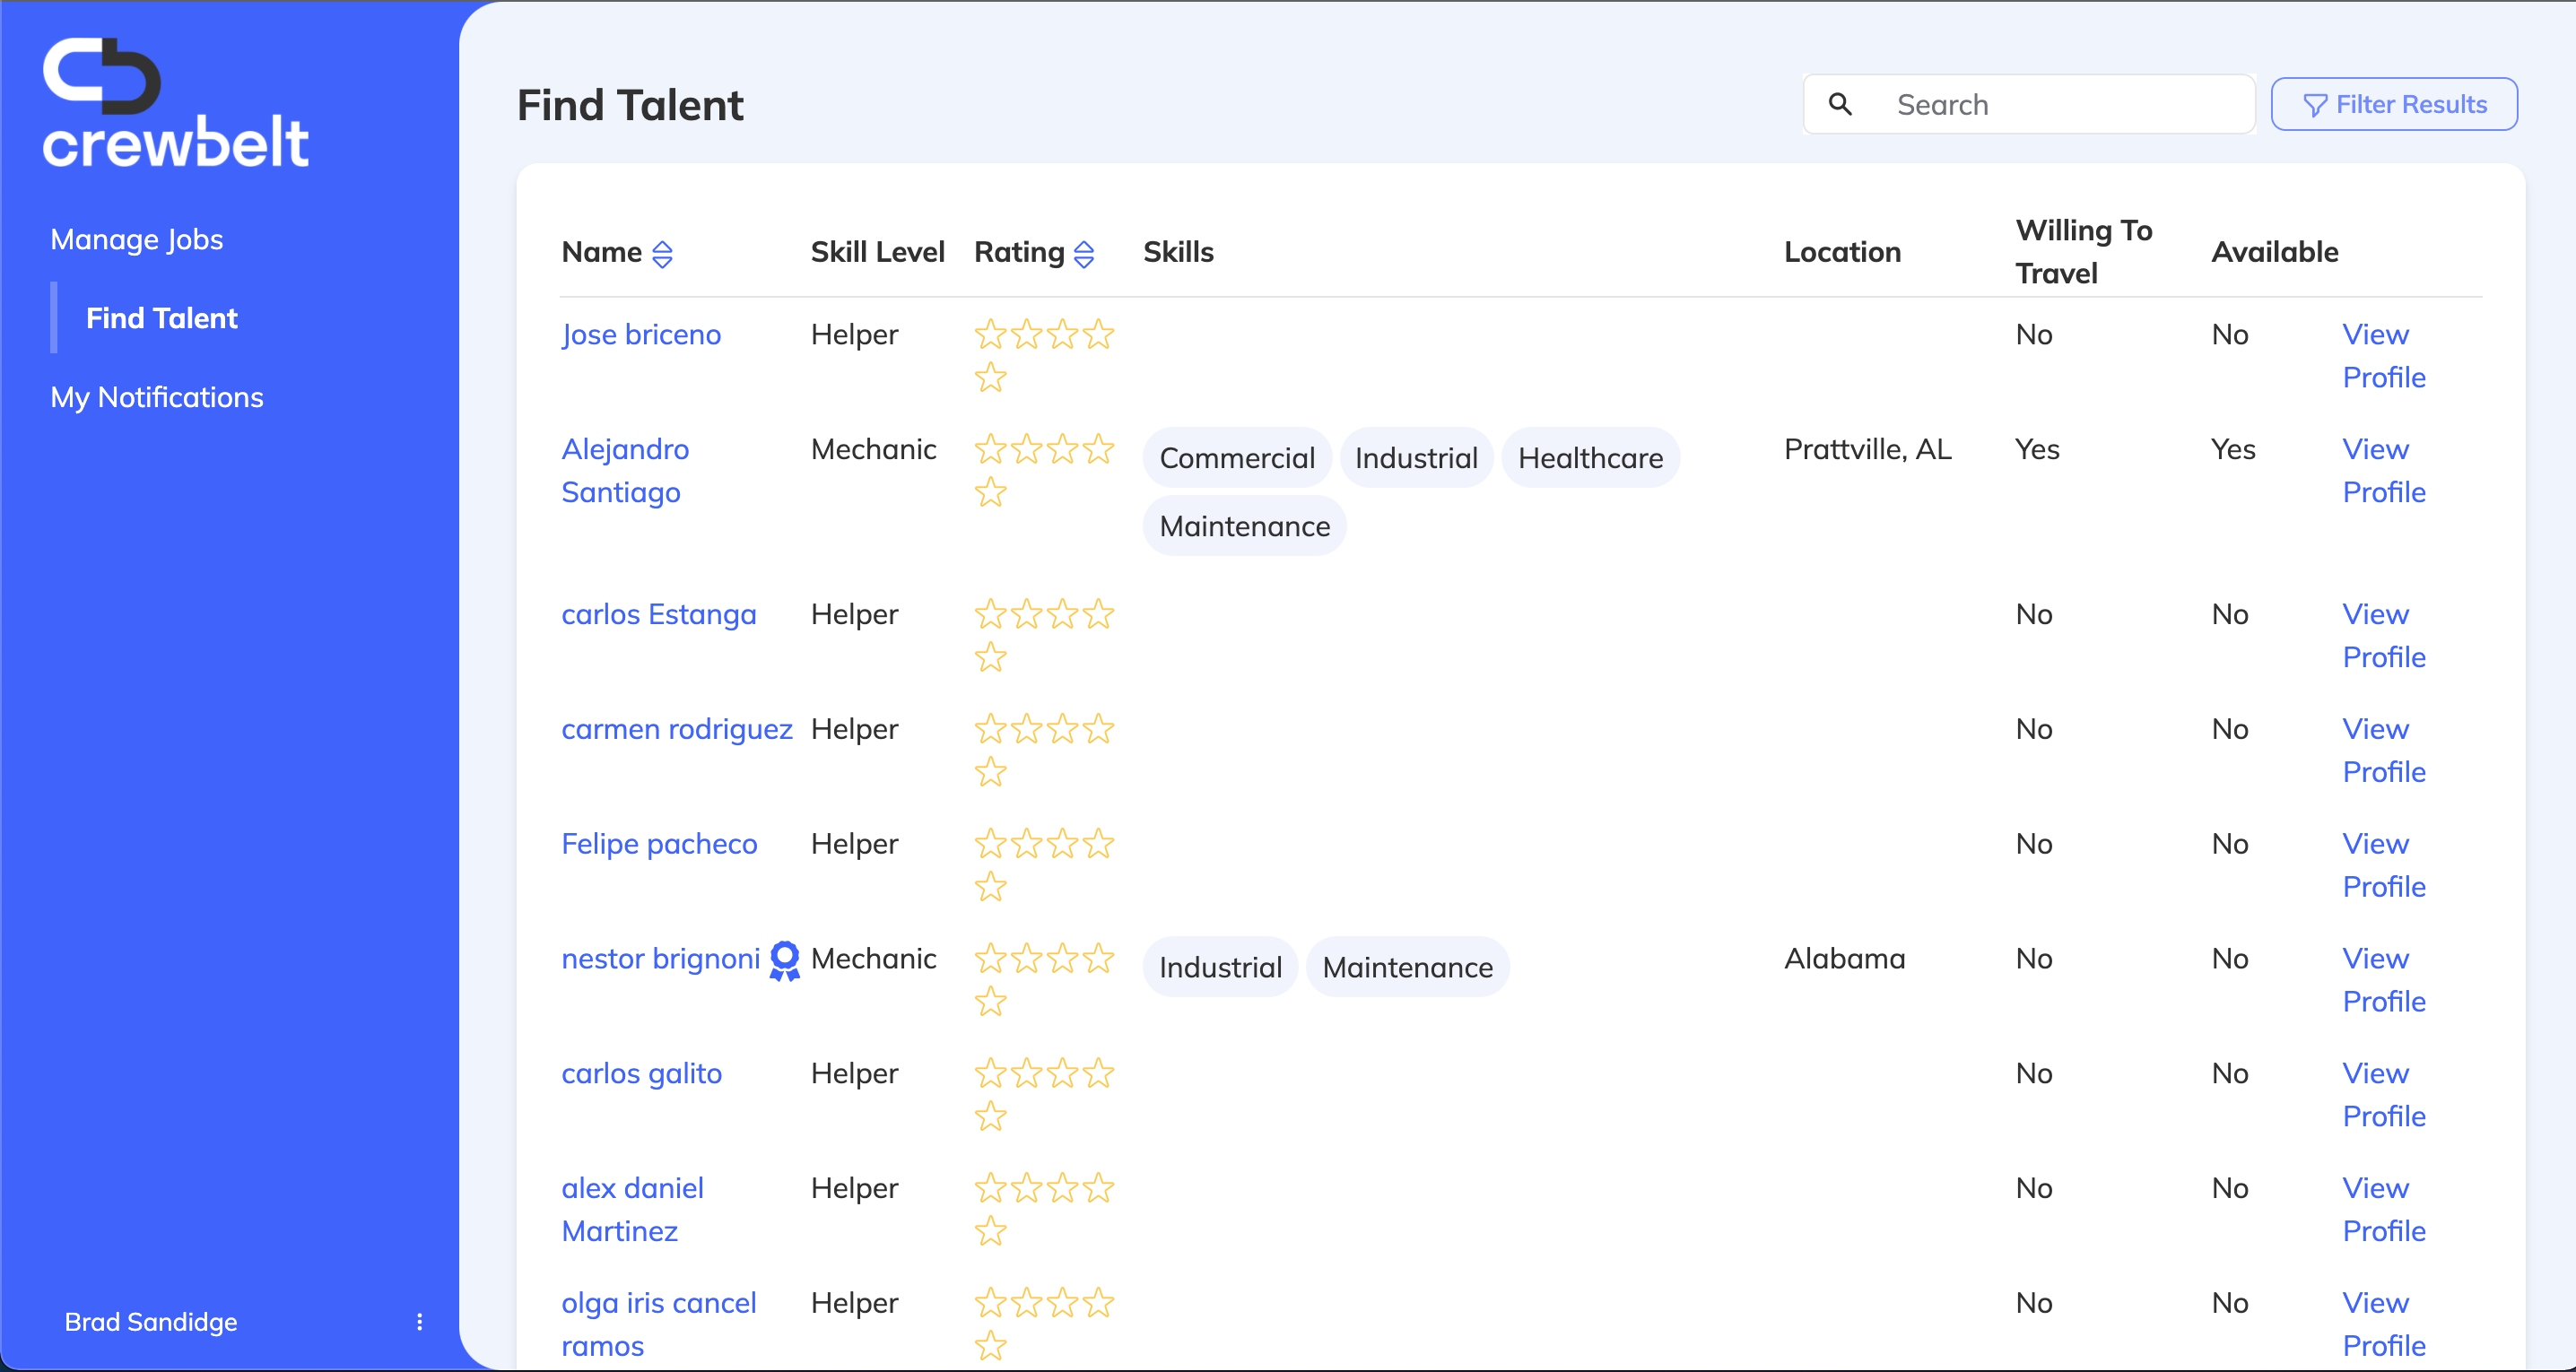 crewbelt
Manage Jobs
Find Talent
My Notifications
Brad Sandidge
Find Talent
Search
Filter Results
Name Skill Level Rating Skills Location Willing To Travel Available
Jose briceno Helper No No View Profile
Alejandro Santiago Mechanic Commercial Industrial Healthcare Maintenance Prattville, AL Yes Yes View Profile
carlos Estanga Helper No No View Profile
carmen rodriguez Helper No No View Profile
Felipe pacheco Helper No No View Profile
nestor brignoni Mechanic Industrial Maintenance Alabama No No View Profile
carlos galito Helper No No View Profile
alex daniel Martinez Helper No No View Profile
olga iris cancel ramos Helper No No View Profile